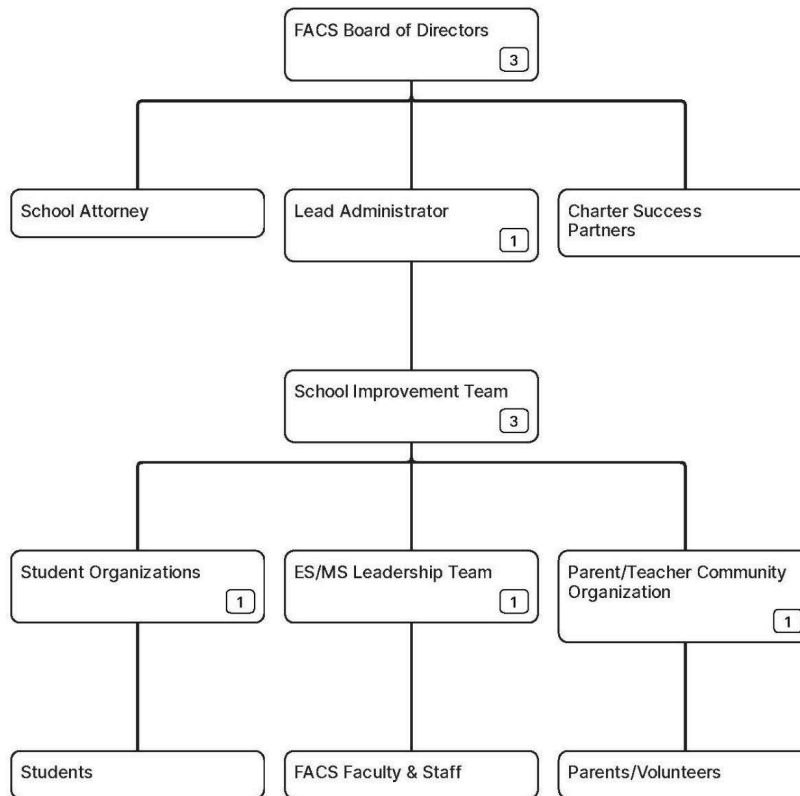 FACS Board of Directors
3
School Attorney
Lead Administrator
1
Charter Success
Partners
School Improvement Team
3
Student Organizations
1
ES/MS Leadership Team
1
Parent/Teacher Community
Organization
1
Students
FACS Faculty & Staff
Parents/Volunteers